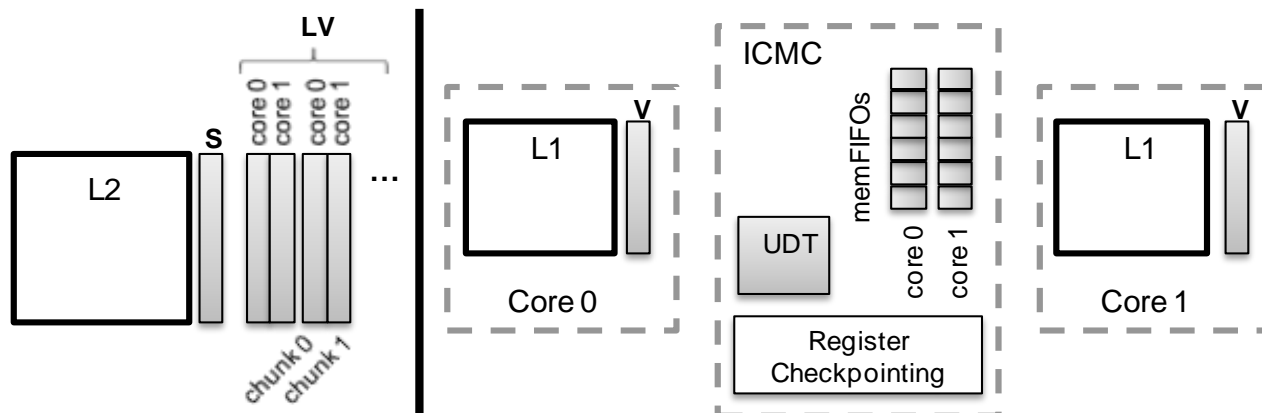 LV
core 0
core 1
core 0
core 1
S
L2
...
chunk 0
chunk 1
V
L1
Core 0
ICMC
memFIFOs
UDT
core 0
core 1
Register
Checkpointing
V
L1
Core 1